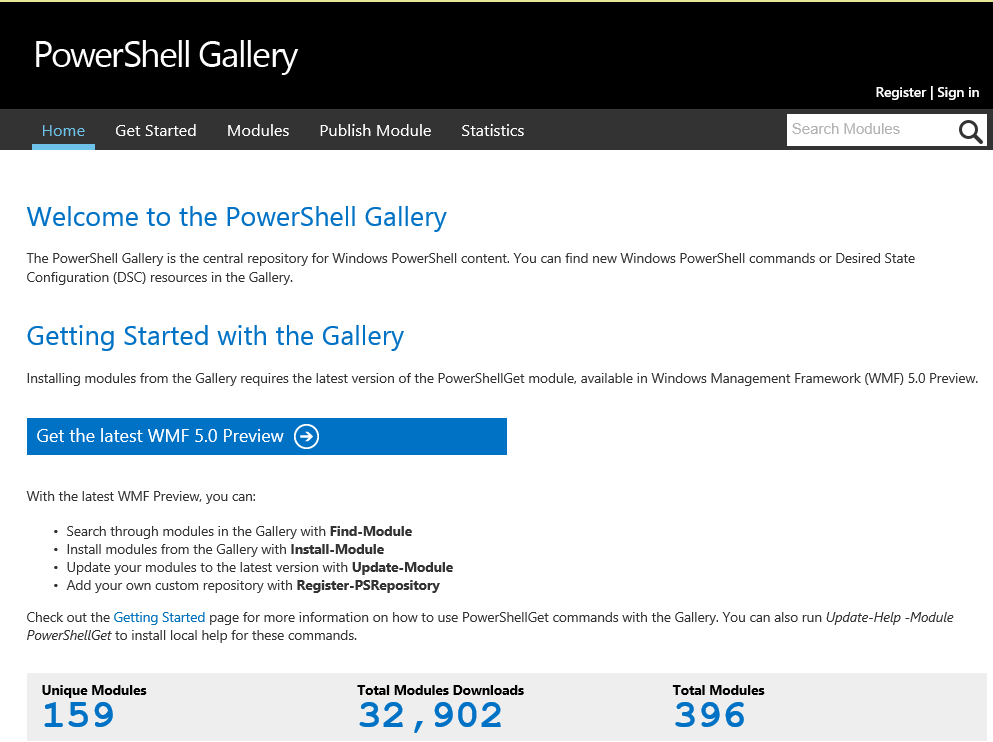 PowerShell Gallery
Register | Sign in
Home Get Started Modules Publish Module Statistics Search Modules
Welcome to the PowerShell Gallery
The PowerShell Gallery is the central repository for Windows PowerShell content. You can find new Windows PowerShell commands or Desired State
Configuration (DSC) resources in the Gallery.
Getting Started with the Gallery
Installing modules from the Gallery requires the latest version of the PowerShellGet module, available in Windows Management Framework (WMF) 5.0 Preview.
Get the latest WMF 5.0 Preview
With the latest WMF Preview, you can:
• Search through modules in the Gallery with Find-Module
• Install modules from the Gallery with Install-Module
• Update your modules to the latest version with Update-Module
• Add your own custom repository with Register-PSRepository
Check out the Getting Started page for more information on how to use PowerShellGet commands with the Gallery. You can also run Update-Help -Module
PowerShellGet to install local help for these commands.
Unique Modules Total Modules Downloads Total Modules
159 32,902 396